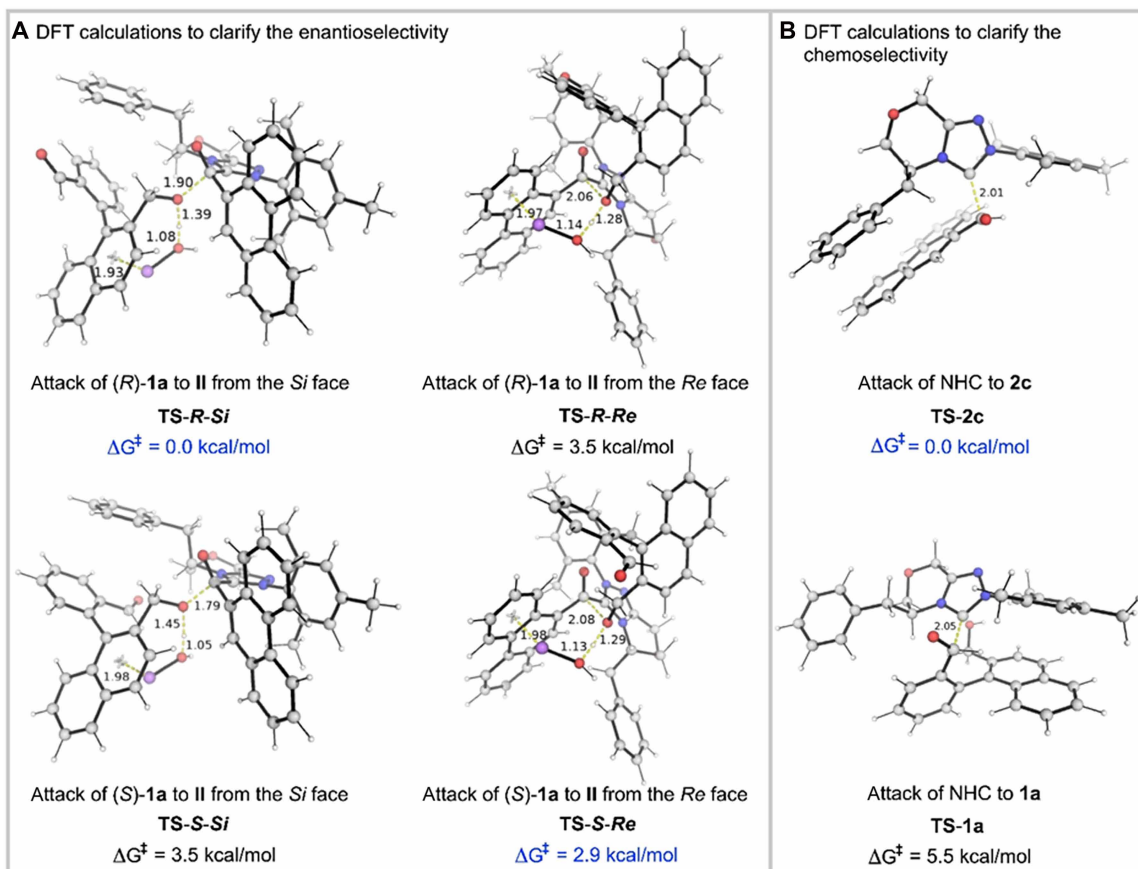 A DFT calculations to clarify the enantioselectivity
1.90
1.39
1.08
1.93
Attack of (R)-1a to II from the Si face
TS-R-Si
ΔG‡ = 0.0 kcal/mol
2.06
1.97
1.14
1.28
Attack of (R)-1a to II from the Re face
TS-R-Re
ΔG‡ = 3.5 kcal/mol
1.79
1.45
1.05
1.98
Attack of (S)-1a to II from the Si face
TS-S-Si
ΔG‡ = 3.5 kcal/mol
2.08
1.98
1.13
1.29
Attack of (S)-1a to II from the Re face
TS-S-Re
ΔG‡ = 2.9 kcal/mol
B DFT calculations to clarify the
chemoselectivity
2.01
Attack of NHC to 2c
TS-2c
ΔG‡ = 0.0 kcal/mol
2.05
Attack of NHC to 1a
TS-1a
ΔG‡ = 5.5 kcal/mol